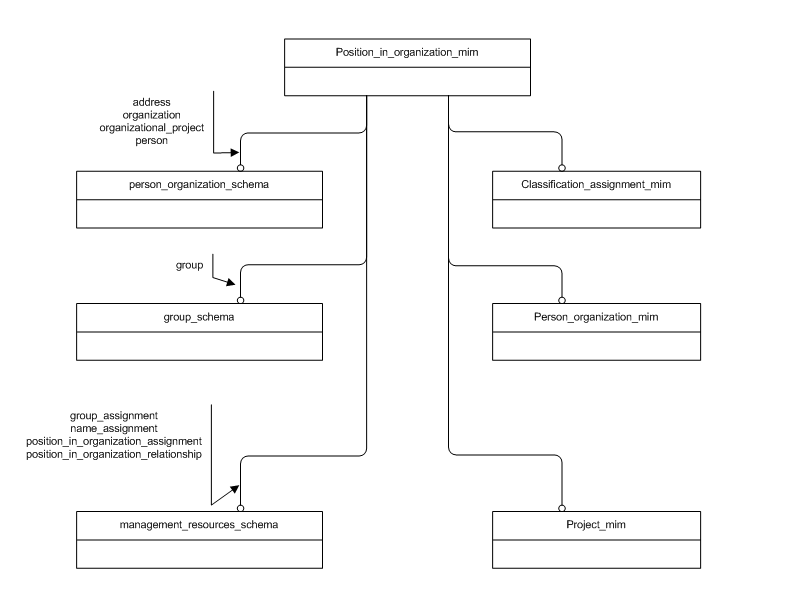 Position_in_organization_mim
address
organization
organizational_project
person
person_organization_schema
Classification_assignment_mim
group
group_schema
Person_organization_mim
group_assignment
name_assignment
position_in_organization_assignment
position_in_organization_relationship
management_resources_schema
Project_mim